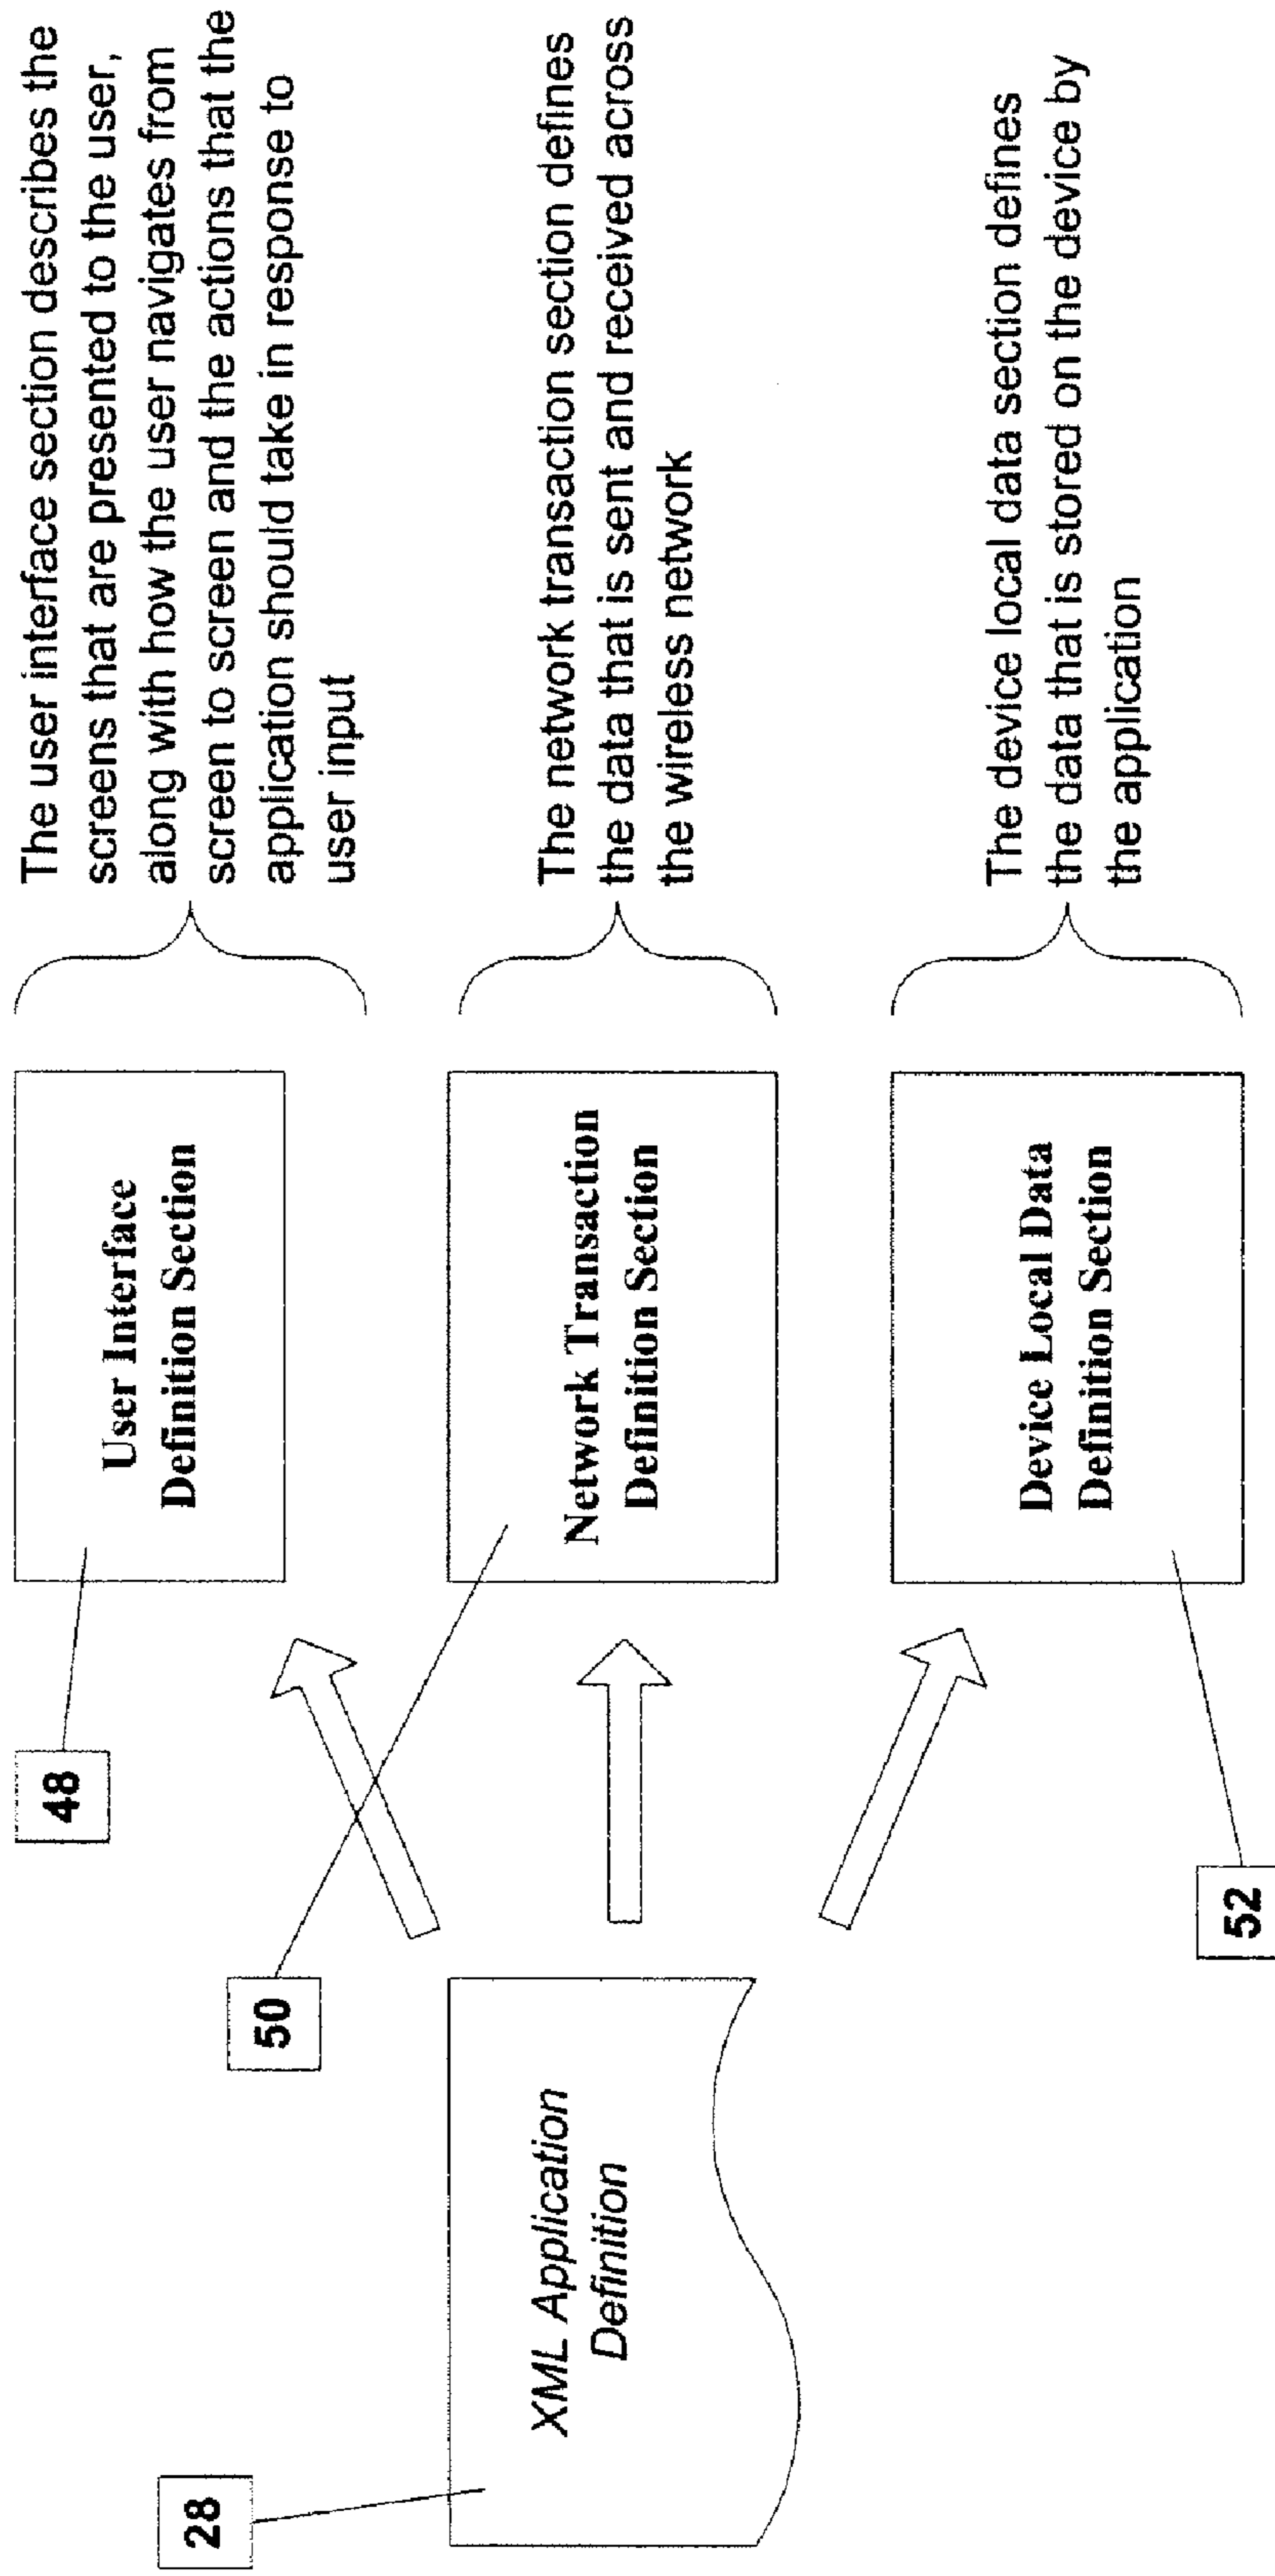 28
XML Application
Definition
48
50
52
User Interface
Definition Section
The user interface section describes the
screens that are presented to the user,
along with how the user navigates from
screen to screen and the actions that the
application should take in response to
user input
Network Transaction
Definition Section
The network transaction section defines
the data that is sent and received across
the wireless network
Device Local Data
Definition Section
The device local data section defines
the data that is stored on the device by
the application